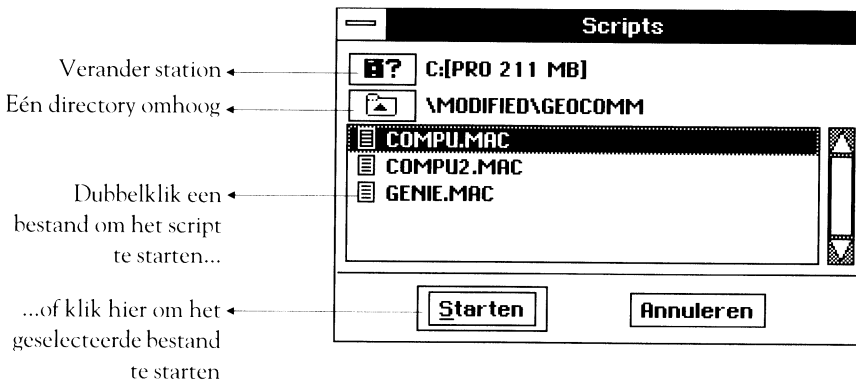 Scripts
Verander station
C:[PRO 211 MB]
Eén directory omhoog
\MODIFIED\GEOCOMM
COMPU.MAC
COMPU2.MAC
GENIE.MAC
Dubbelklik een
bestand om het script
te starten...
...of klik hier om het
geselecteerde bestand
te starten
Starten
Annuleren